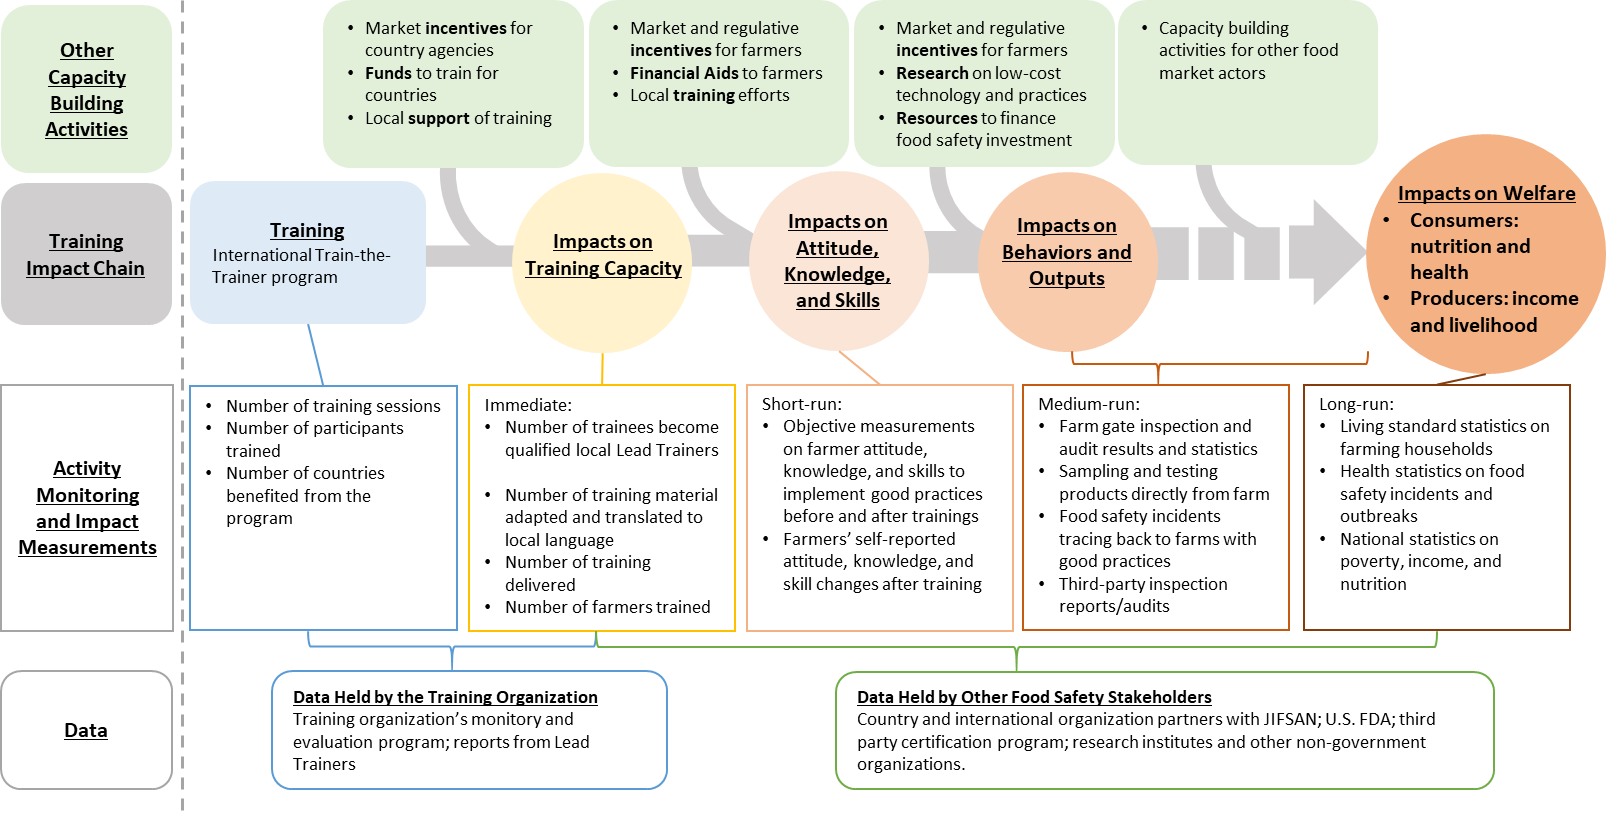 Other
Capacity
Building
Activities
• Market incentives for
country agencies
• Funds to train for
countries
• Local support of training
• Market and regulative
incentives for farmers
• Financial Aids to farmers
• Local training efforts
• Market and regulative
incentives for farmers
• Research on low-cost
technology and practices
• Resources to finance
food safety investment
• Capacity building
activities for other food
market actors
Training
Impact Chain
Training
International Train-the-
Trainer program
Impacts on
Training Capacity
Impacts on
Attitude,
Knowledge,
and Skills
Impacts on
Behaviors and
Outputs
Impacts on Welfare
• Consumers:
nutrition and
health
• Producers: income
and livelihood
Activity
Monitoring
and Impact
Measurements
• Number of training sessions
• Number of participants
trained
• Number of countries
benefited from the
program
Immediate:
• Number of trainees become
qualified local Lead Trainers
• Number of training material
adapted and translated to
local language
• Number of training
delivered
• Number of farmers trained
Short-run:
• Objective measurements
on farmer attitude,
knowledge, and skills to
implement good practices
before and after trainings
• Farmers’ self-reported
attitude, knowledge, and
skill changes after training
Medium-run:
• Farm gate inspection and
audit results and statistics
• Sampling and testing
products directly from farm
• Food safety incidents
tracing back to farms with
good practices
• Third-party inspection
reports/audits
Long-run:
• Living standard statistics on
farming households
• Health statistics on food
safety incidents and
outbreaks
• National statistics on
poverty, income, and
nutrition
Data
Data Held by the Training Organization
Training organization’s monitory and
evaluation program; reports from Lead
Trainers
Data Held by Other Food Safety Stakeholders
Country and international organization partners with JIFSAN; U.S. FDA; third
party certification program; research institutes and other non-government
organizations.